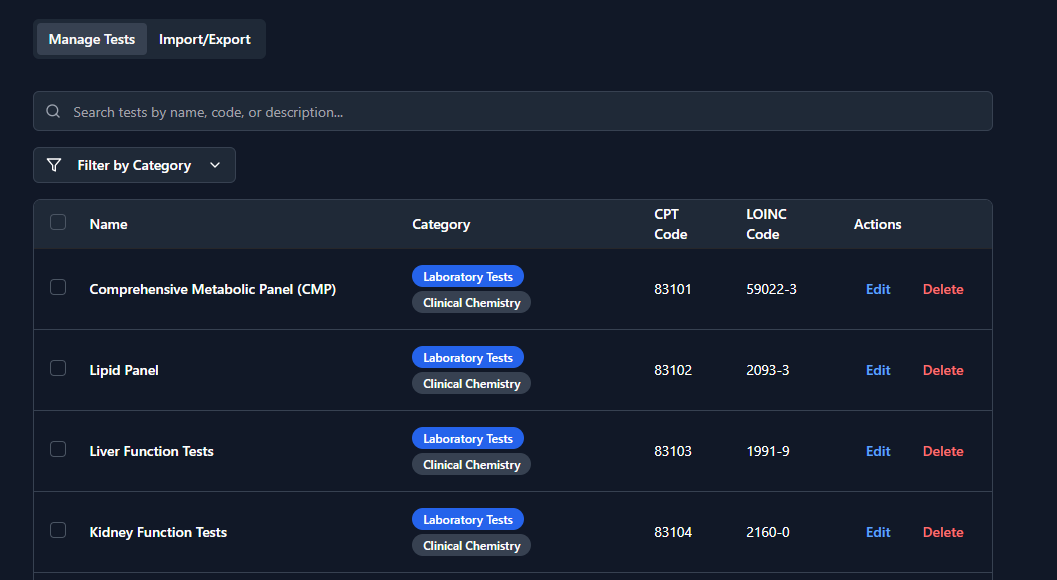 Manage Tests Import/Export
Search tests by name, code, or description...
Filter by Category
Name Category CPT Code LOINC Code Actions
Comprehensive Metabolic Panel (CMP) Laboratory Tests Clinical Chemistry 83101 59022-3 Edit Delete
Lipid Panel Laboratory Tests Clinical Chemistry 83102 2093-3 Edit Delete
Liver Function Tests Laboratory Tests Clinical Chemistry 83103 1991-9 Edit Delete
Kidney Function Tests Laboratory Tests Clinical Chemistry 83104 2160-0 Edit Delete